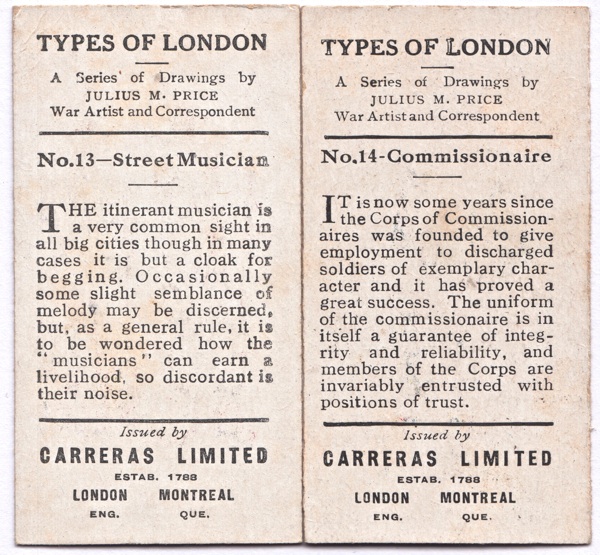 TYPES OF LONDON
A Series of Drawings by
JULIUS M. PRICE
War Artist and Correspondent
No.13—Street Musician
THE itinerant musician is
a very common sight in
all big cities though in many
cases it is but a cloak for
begging. Occasionally
some slight semblance of
melody may be discerned,
but, as a general rule, it is
to be wondered how the
"musicians" can earn a
livelihood, so discordant is
their noise.
Issued by
CARRERAS LIMITED
ESTAB. 1788
LONDON MONTREAL
ENG. QUE.
TYPES OF LONDON
A Series of Drawings by
JULIUS M. PRICE
War Artist and Correspondent
No.14-Commissionaire
IT is now some years since
the Corps of Commission-
aires was founded to give
employment to discharged
soldiers of exemplary char-
acter and it has proved a
great success. The uniform
of the commissionaire is in
itself a guarantee of integ-
rity and reliability, and
members of the Corps are
invariably entrusted with
positions of trust.
Issued by
CARRERAS LIMITED
ESTAB. 1788
LONDON MONTREAL
ENG. QUE.